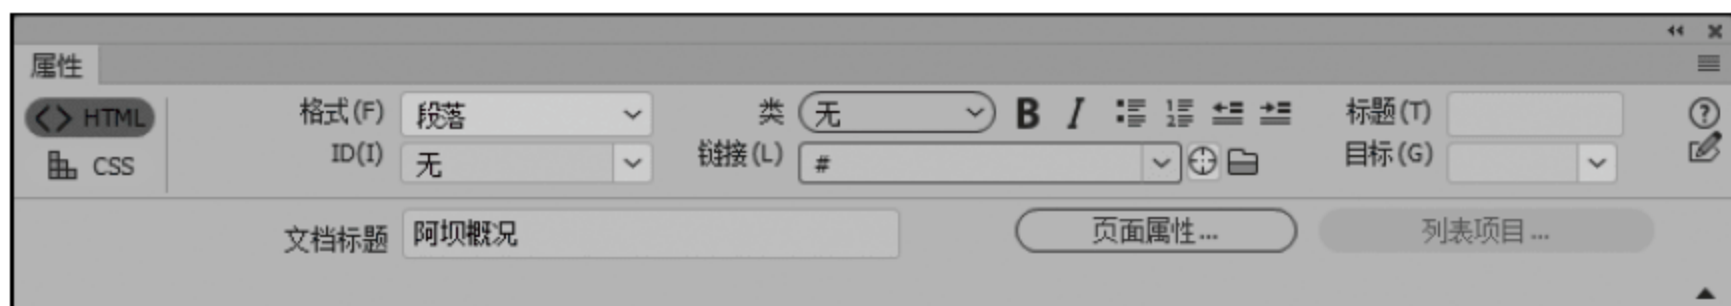 属性
HTML 格式(F) 段落 类 无 B I 标题(T)
CSS ID(I) 无 链接(L) # 目标(G)
文档标题 阿坝概况 页面属性... 列表项目...